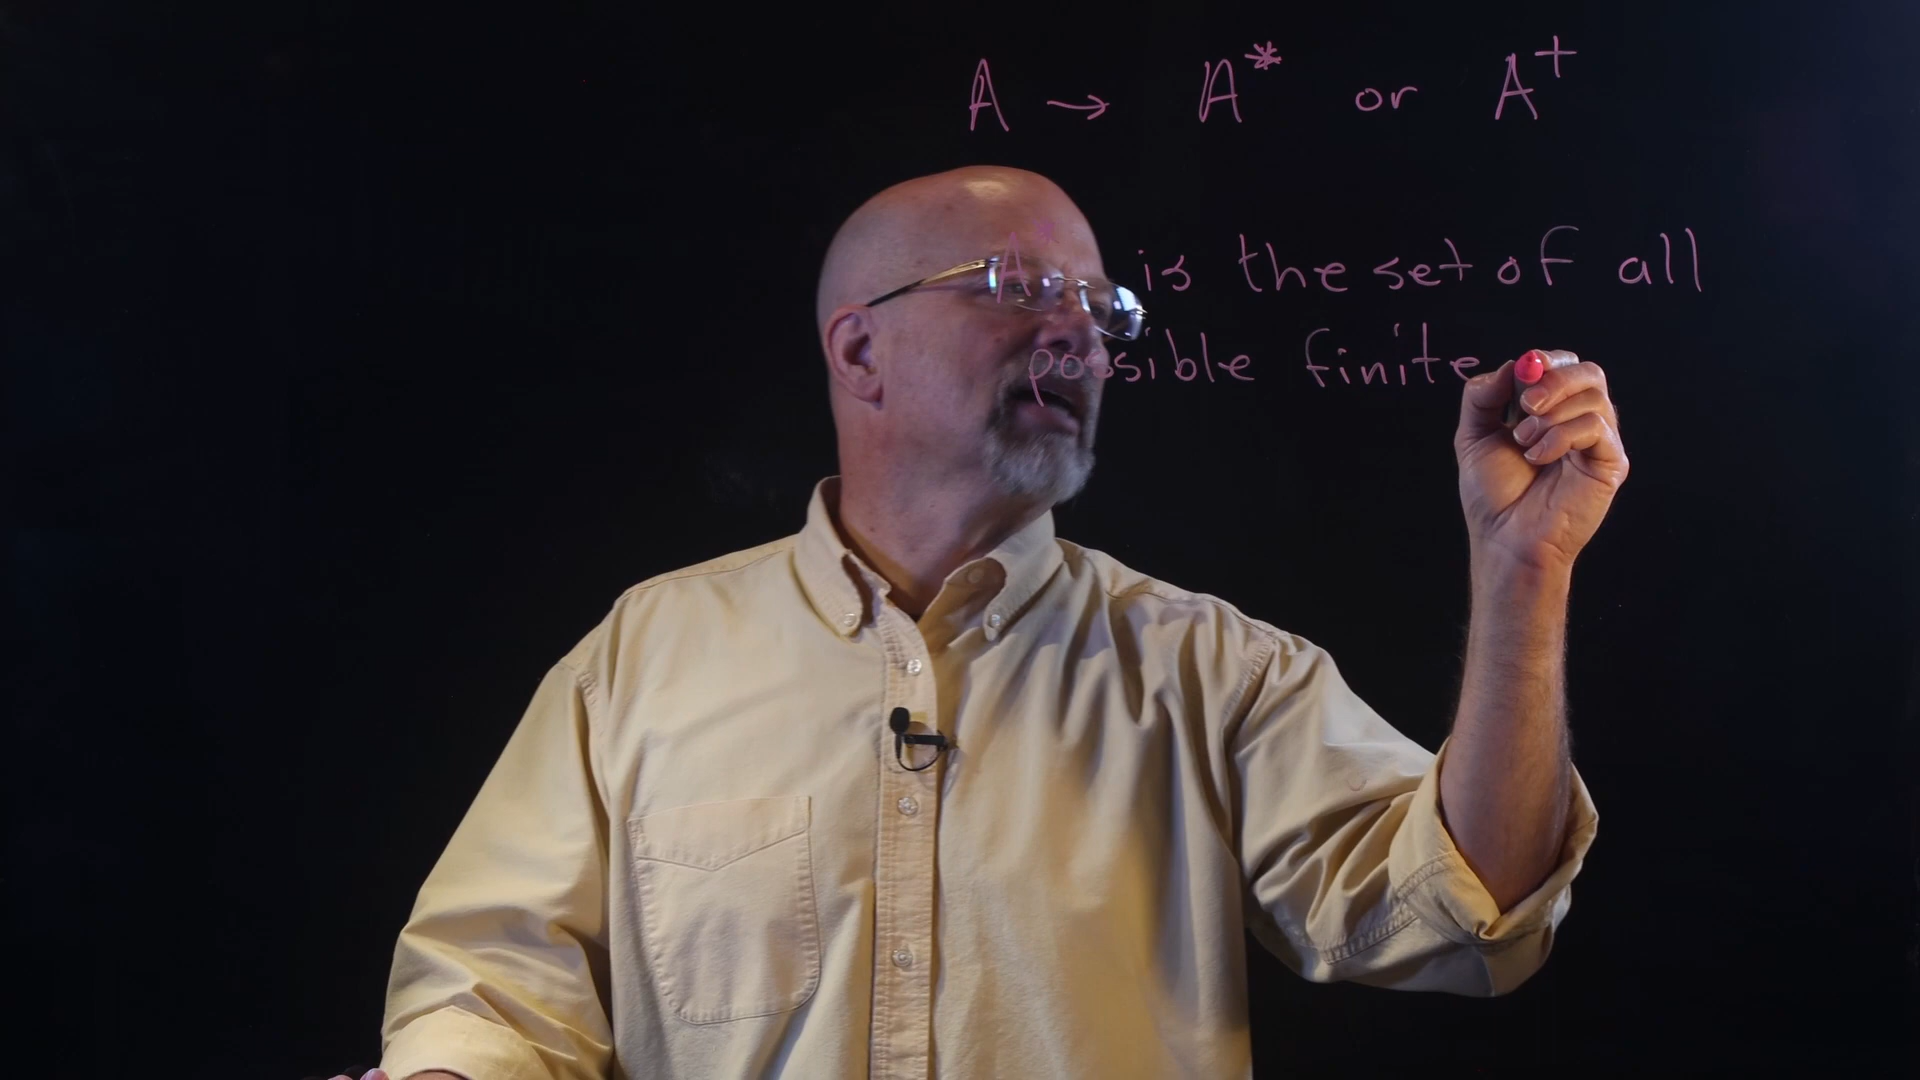 A → A* or A⁺
A* is the set of all
possible finite